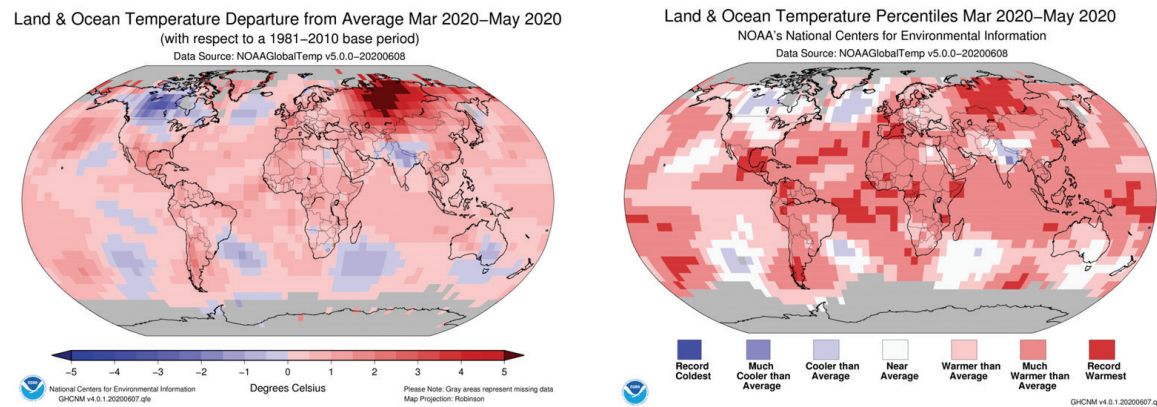 Land & Ocean Temperature Departure from Average Mar 2020–May 2020
(with respect to a 1981–2010 base period)
Data Source: NOAAGlobalTemp v5.0.0–20200608
−5 −4 −3 −2 −1 0 1 2 3 4 5
Degrees Celsius
National Centers for Environmental Information
GHCNM v4.0.1.20200607.qfe
Please Note: Gray areas represent missing data
Map Projection: Robinson
Land & Ocean Temperature Percentiles Mar 2020–May 2020
NOAA's National Centers for Environmental Information
Data Source: NOAAGlobalTemp v5.0.0–20200608
Record
Coldest
Much
Cooler than
Average
Cooler than
Average
Near
Average
Warmer than
Average
Much
Warmer than
Average
Record
Warmest
GHCNM v4.0.1.20200607.q